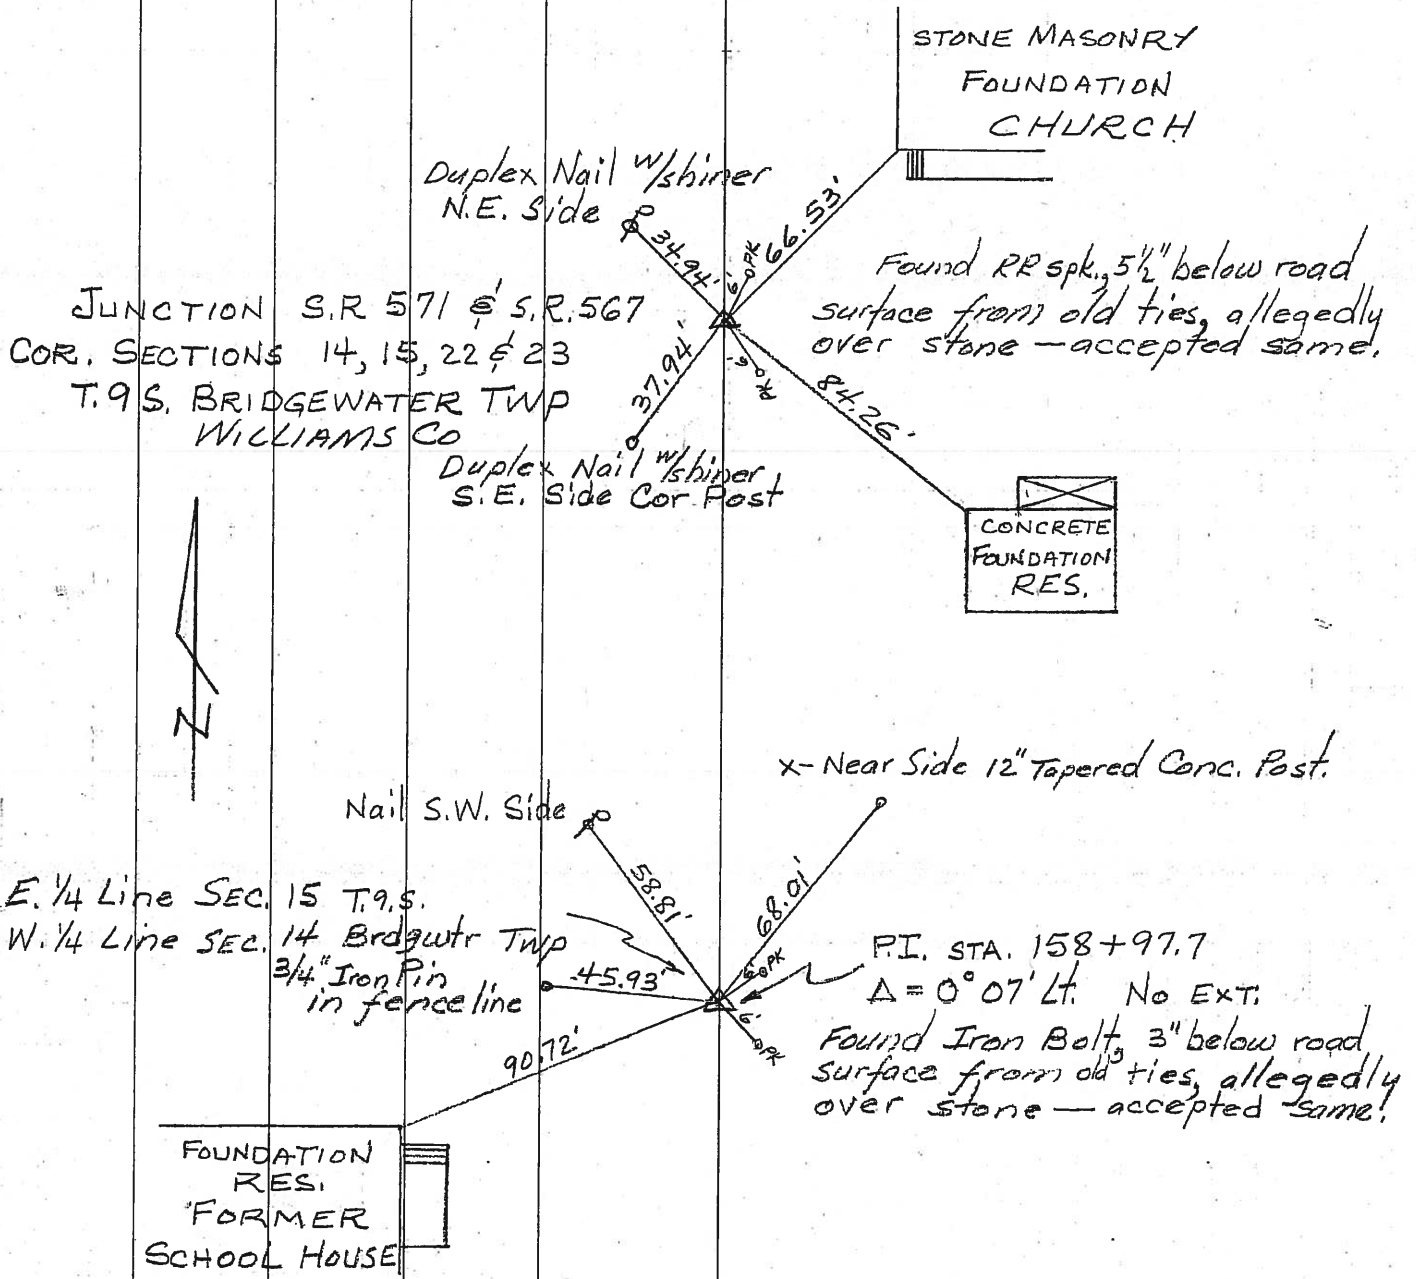 STONE MASONRY
FOUNDATION
CHURCH
Duplex Nail w/shiner
N.E. Side
34.94'
6' PK
66.53'
Found RR spk., 5½" below road
surface from old ties, allegedly
over stone — accepted same.
JUNCTION S.R 571 & S.R. 567
COR. SECTIONS 14, 15, 22 & 23
T.9S. BRIDGEWATER TWP
WILLIAMS CO
37.94'
6' PK
84.26'
Duplex Nail w/shiner
S.E. Side Cor Post
CONCRETE
FOUNDATION
RES.
N
x- Near Side 12" Tapered Conc. Post.
Nail S.W. Side
58.81'
68.01'
E. 1/4 Line SEC. 15 T.9.S.
W. 1/4 Line SEC. 14 Brdgwtr Twp
3/4" Iron Pin
in fence line
45.93'
6' PK
6' PK
P.I. STA. 158+97.7
Δ = 0° 07' Lt. No EXT.
Found Iron Bolt, 3" below road
surface from old ties, allegedly
over stone — accepted same.
90.72'
FOUNDATION
RES.
FORMER
SCHOOL HOUSE